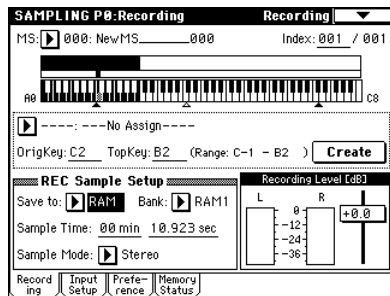 SAMPLING P0:Recording Recording
MS: 000: NewMS______000 Index: 001 / 001
A0 C8
----: ---No Assign----
OrigKey: C2 TopKey: B2 (Range: C-1 - B2 ) Create
REC Sample Setup
Recording Level [dB]
Save to: RAM Bank: RAM1
L R
+0.0
0
-12-
-24-
-36-
Sample Time: 00 min 10.923 sec
Sample Mode: Stereo
Record ing Input Setup Prefe- rence Memory Status